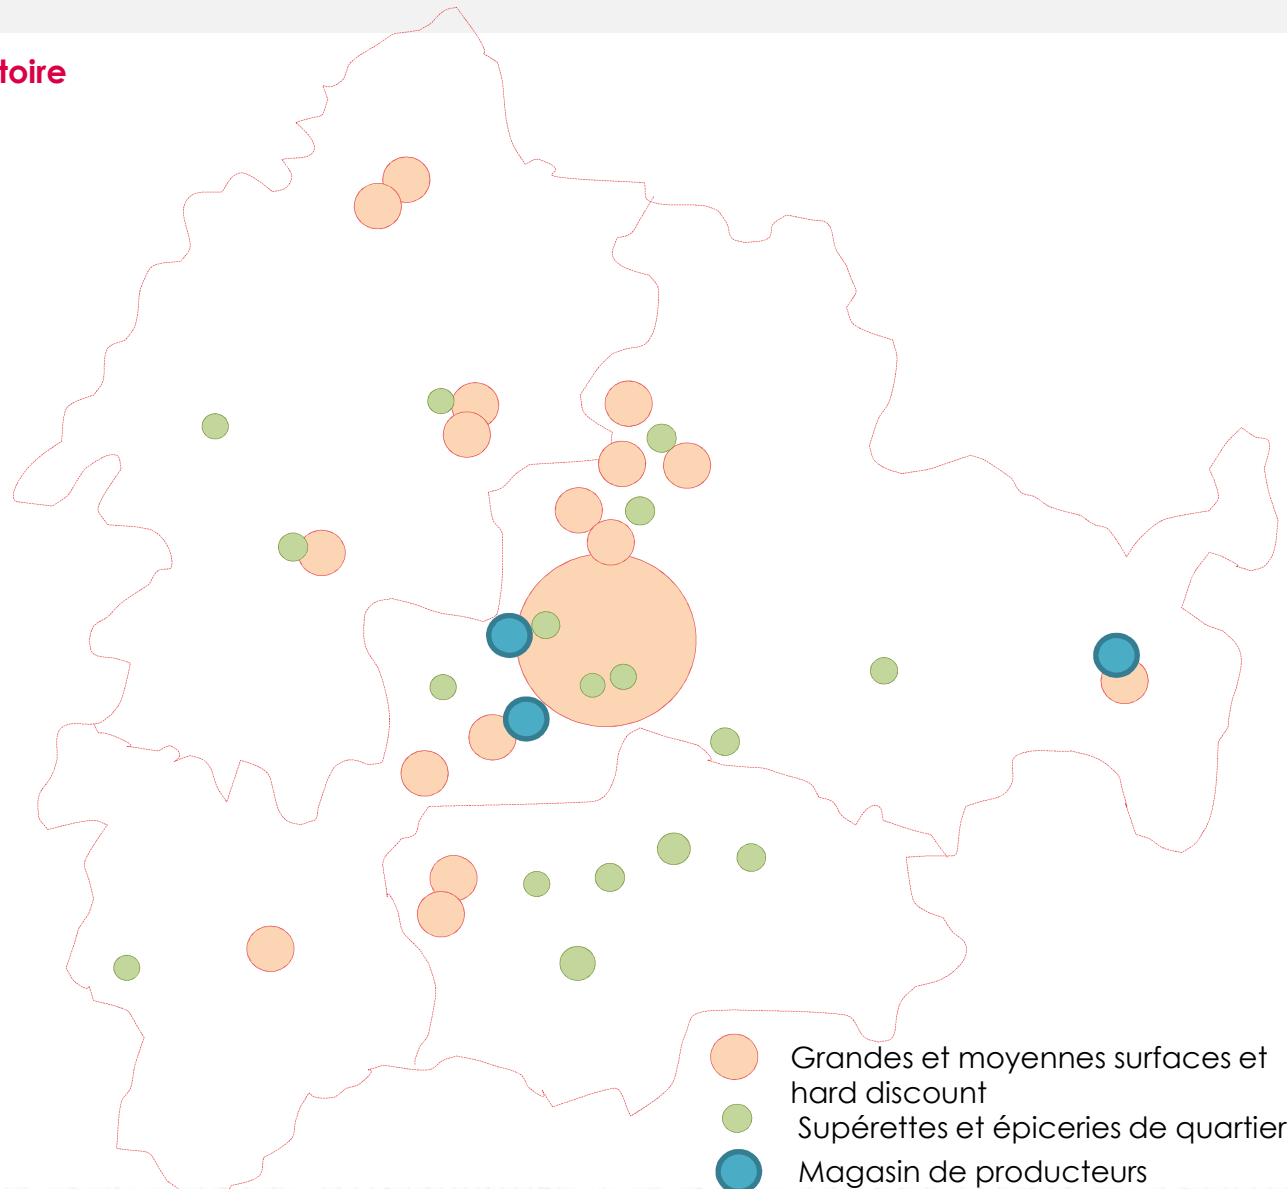 toire
Grandes et moyennes surfaces et
hard discount
Supérettes et épiceries de quartier
Magasin de producteurs